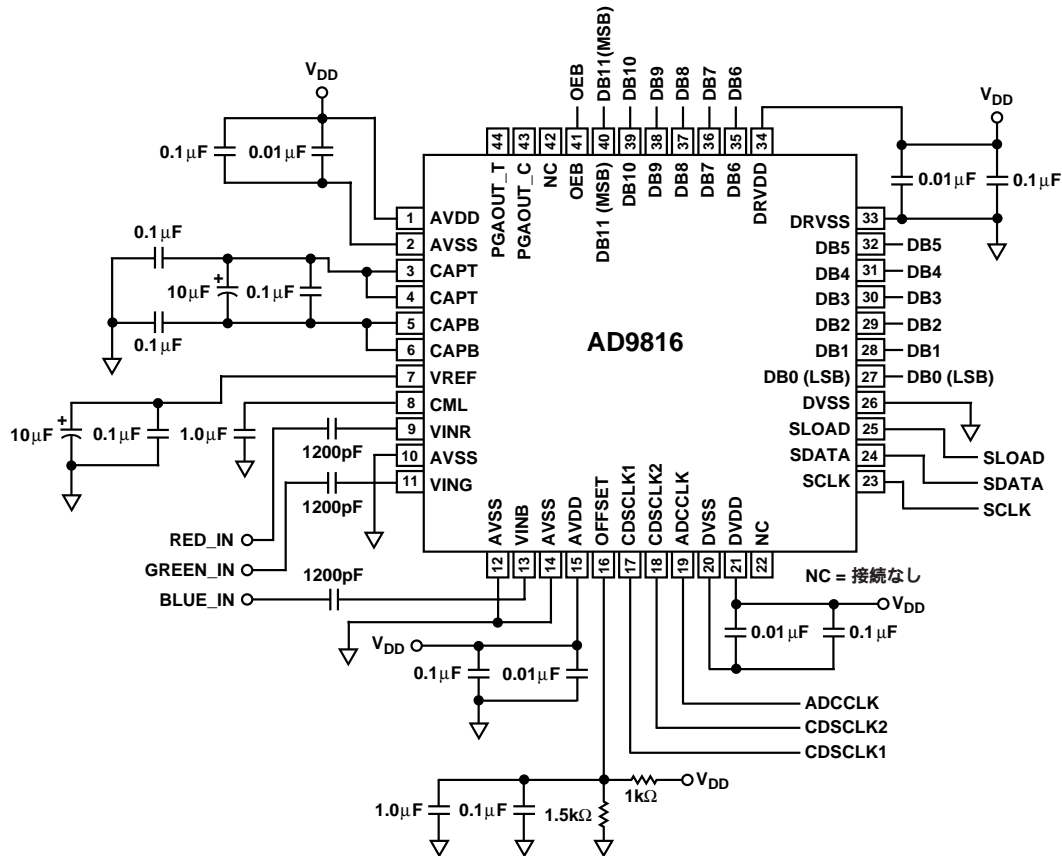 OEB
DB11(MSB)
DB10
DB9
DB8
DB7
DB6
VDD
VDD
44
43
42
41
40
39
38
37
36
35
34
0.1μF
0.01μF
0.01μF
0.1μF
PGAOUT_T
PGAOUT_C
NC
OEB
DB11 (MSB)
DB10
DB9
DB8
DB7
DB6
DRVDD
1 AVDD
2 AVSS
3 CAPT
4 CAPT
5 CAPB
6 CAPB
7 VREF
8 CML
9 VINR
10 AVSS
11 VING
0.1μF
10μF
+
0.1μF
0.1μF
10μF
+
0.1μF
1.0μF
1200pF
1200pF
AD9816
DRVSS 33
DB5 32 DB5
DB4 31 DB4
DB3 30 DB3
DB2 29 DB2
DB1 28 DB1
DB0 (LSB) 27 DB0 (LSB)
DVSS 26
SLOAD 25
SDATA 24
SCLK 23
SLOAD
SDATA
SCLK
AVSS
VINB
AVSS
AVDD
OFFSET
CDSCLK1
CDSCLK2
ADCCLK
DVSS
DVDD
NC
12
13
14
15
16
17
18
19
20
21
22
RED_IN
GREEN_IN
BLUE_IN
1200pF
NC = 接続なし
VDD
0.1μF
0.01μF
VDD
0.01μF
0.1μF
ADCCLK
CDSCLK2
CDSCLK1
VDD
1kΩ
1.0μF
0.1μF
1.5kΩ